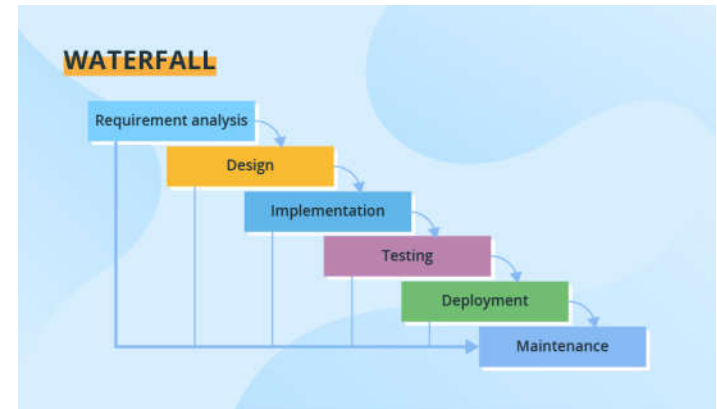 WATERFALL
Requirement analysis
Design
Implementation
Testing
Deployment
Maintenance